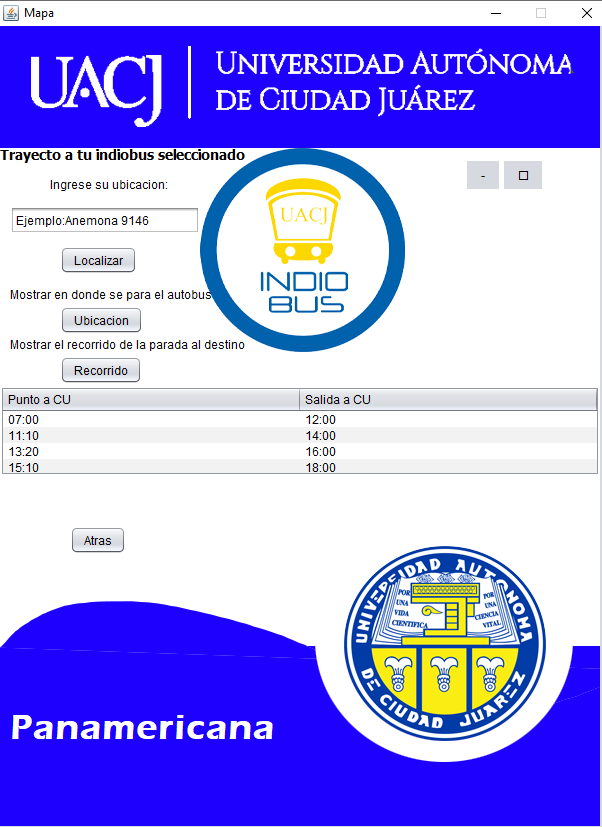 Mapa
UACJ
UNIVERSIDAD AUTÓNOMA
DE CIUDAD JUÁREZ
Trayecto a tu indiobus seleccionado
-
Ingrese su ubicacion:
Ejemplo:Anemona 9146
UACJ
INDIO
BUS
Localizar
Mostrar en donde se para el autobus
Ubicacion
Mostrar el recorrido de la parada al destino
Recorrido
Punto a CU Salida a CU
07:00 12:00
11:10 14:00
13:20 16:00
15:10 18:00
Atras
UNIVERSIDAD AUTONOMA
DE CIUDAD JUAREZ
POR
UNA
VIDA
CIENTIFICA
POR
UNA
CIENCIA
VITAL
Panamericana